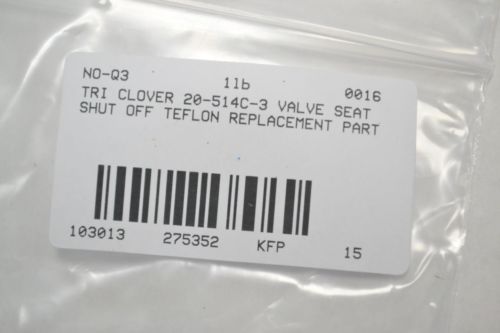 NO-Q3 1lb 0016
TRI CLOVER 20-514C-3 VALVE SEAT
SHUT OFF TEFLON REPLACEMENT PART
103013 275352 KFP 15